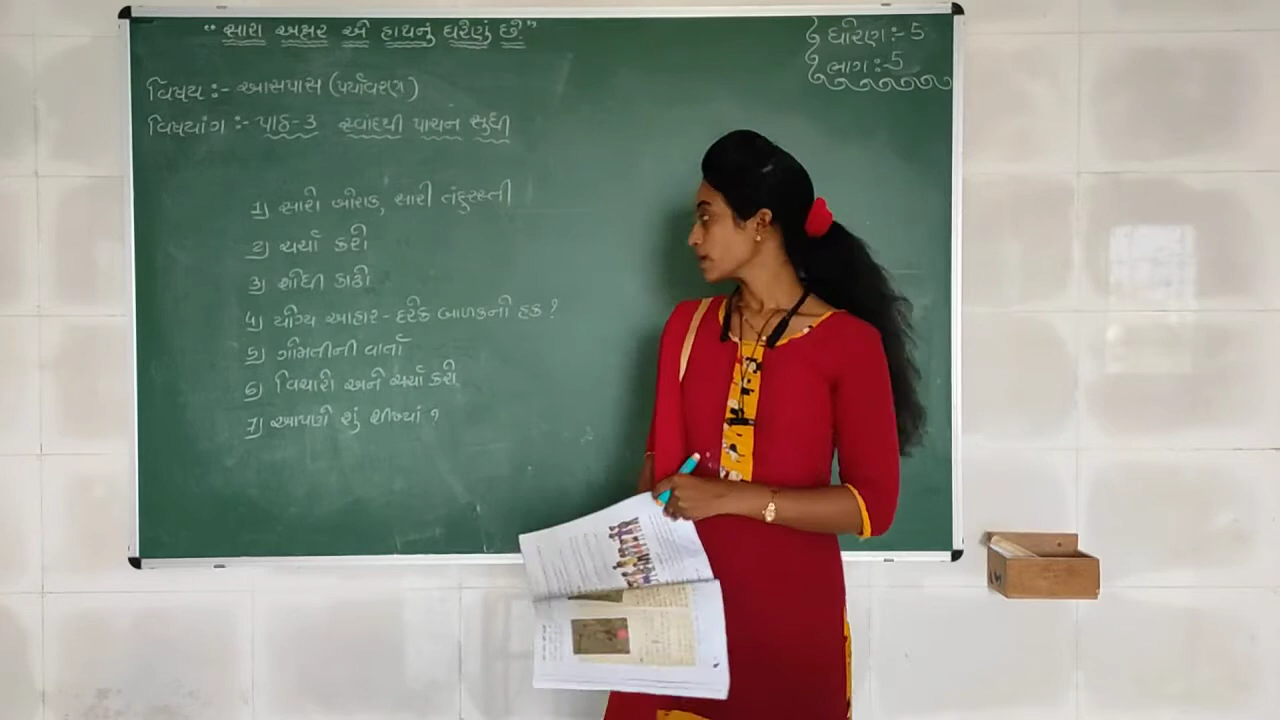 “સારા અક્ષર એ હાથનું ઘરેણું છે.”
ધોરણ :- 5
ભાગ :- 5
વિષય :- આસપાસ (પર્યાવરણ)
વિષયાંગ :- પાઠ-3 સ્વાદથી પાચન સુધી
1) સારો ખોરાક, સારી તંદુરસ્તી
2) ચર્ચા કરો
3) શોધી કાઢો
4) યોગ્ય આહાર - દરેક બાળકનો હક ?
5) ગોમતીની વાર્તા
6) વિચારો અને ચર્ચા કરો.
7) આપણે શું શીખ્યાં ?